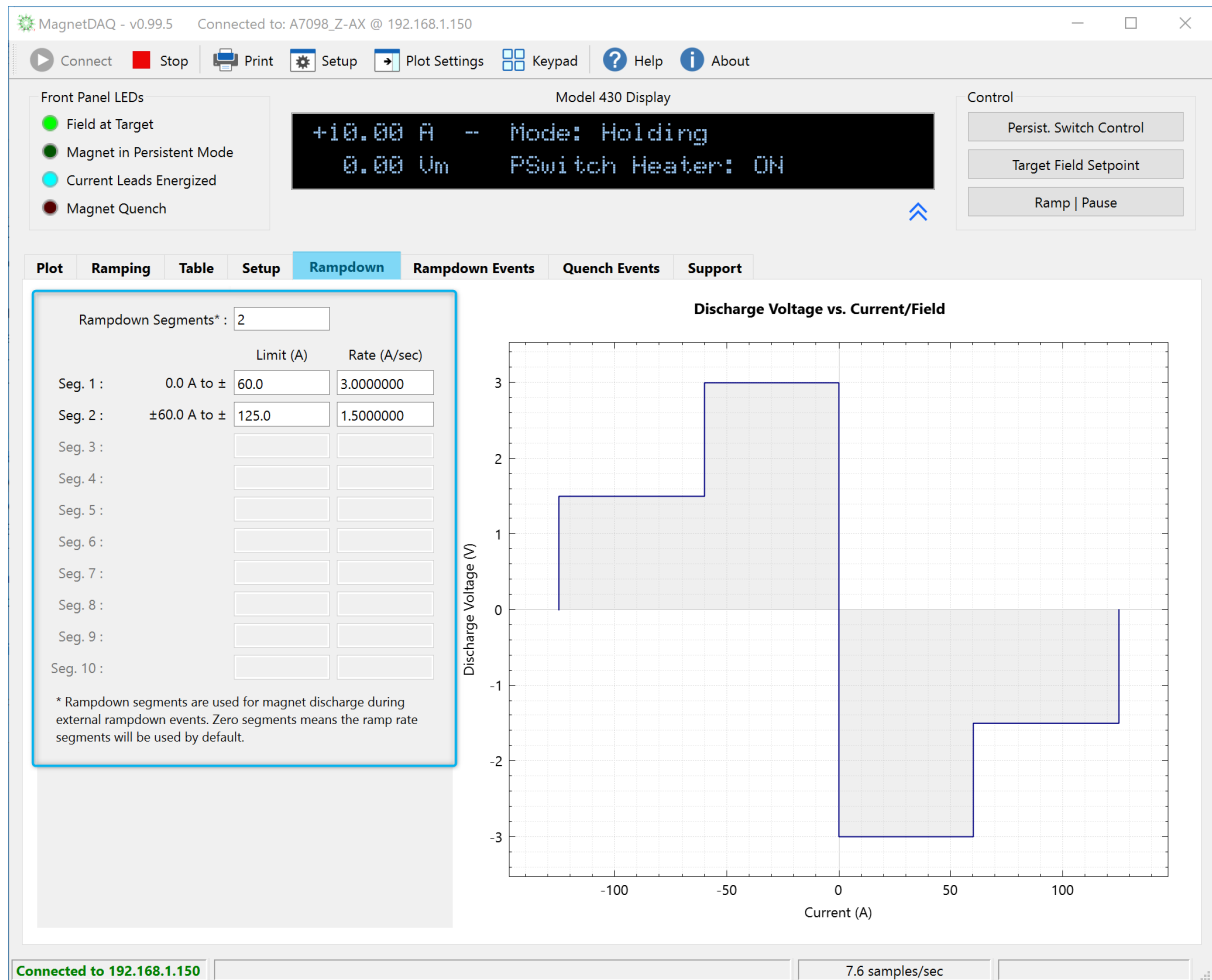 MagnetDAQ - v0.99.5 Connected to: A7098_Z-AX @ 192.168.1.150
Connect Stop Print Setup Plot Settings Keypad Help About
Front Panel LEDs
Field at Target
Magnet in Persistent Mode
Current Leads Energized
Magnet Quench
Model 430 Display
+10.00 A – Mode: Holding
0.00 Vm PSwitch Heater: ON
Control
Persist. Switch Control
Target Field Setpoint
Ramp | Pause
Plot Ramping Table Setup Rampdown Rampdown Events Quench Events Support
Rampdown Segments* : 2
Limit (A) Rate (A/sec)
Seg. 1 : 0.0 A to ± 60.0 3.0000000
Seg. 2 : ±60.0 A to ± 125.0 1.5000000
Seg. 3 :
Seg. 4 :
Seg. 5 :
Seg. 6 :
Seg. 7 :
Seg. 8 :
Seg. 9 :
Seg. 10 :
* Rampdown segments are used for magnet discharge during
external rampdown events. Zero segments means the ramp rate
segments will be used by default.
Discharge Voltage vs. Current/Field
Discharge Voltage (V)
3
2
1
0
-1
-2
-3
-100 -50 0 50 100
Current (A)
Connected to 192.168.1.150
7.6 samples/sec